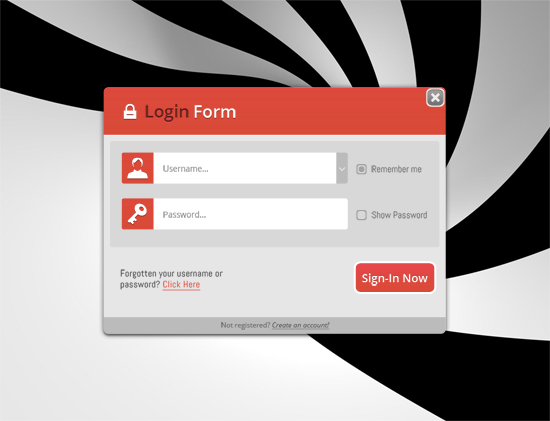 Login Form
Username...
Remember me
Password...
Show Password
Forgotten your username or
password? Click Here
Sign-In Now
Not registered? Create an account!